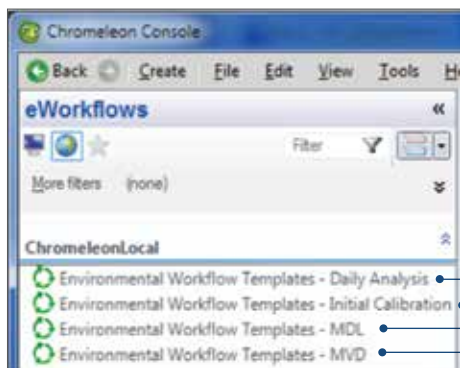 Chromeleon Console
Back Create File Edit View Tools
eWorkflows
Filter
More filters (none)
ChromeleonLocal
Environmental Workflow Templates - Daily Analysis
Environmental Workflow Templates - Initial Calibration
Environmental Workflow Templates - MDL
Environmental Workflow Templates - MVD